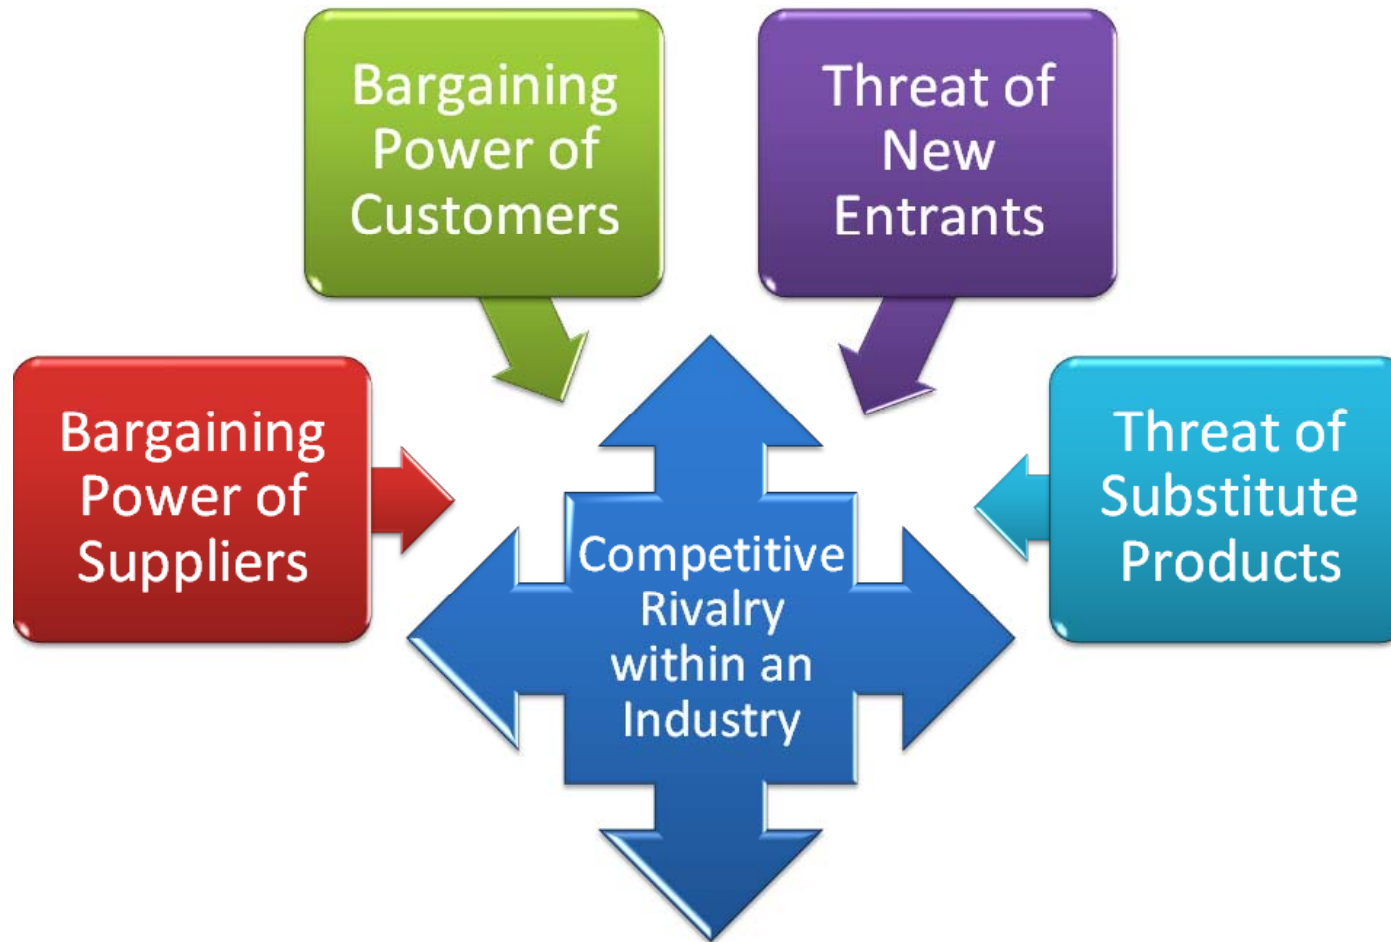 Bargaining
Power of
Customers
Threat of
New
Entrants
Bargaining
Power of
Suppliers
Threat of
Substitute
Products
Competitive
Rivalry
within an
Industry